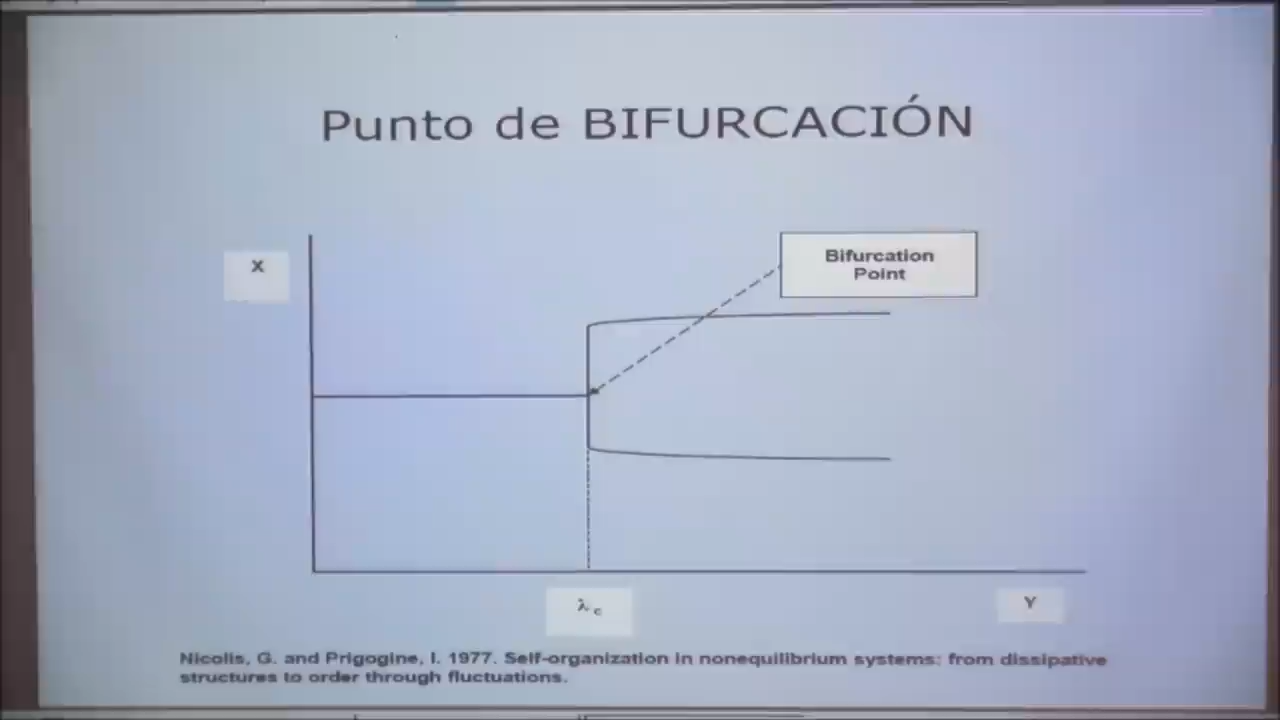 Punto de BIFURCACIÓN
X
Bifurcation
Point
λc
Y
Nicolis, G. and Prigogine, I. 1977. Self-organization in nonequilibrium systems: from dissipative
structures to order through fluctuations.